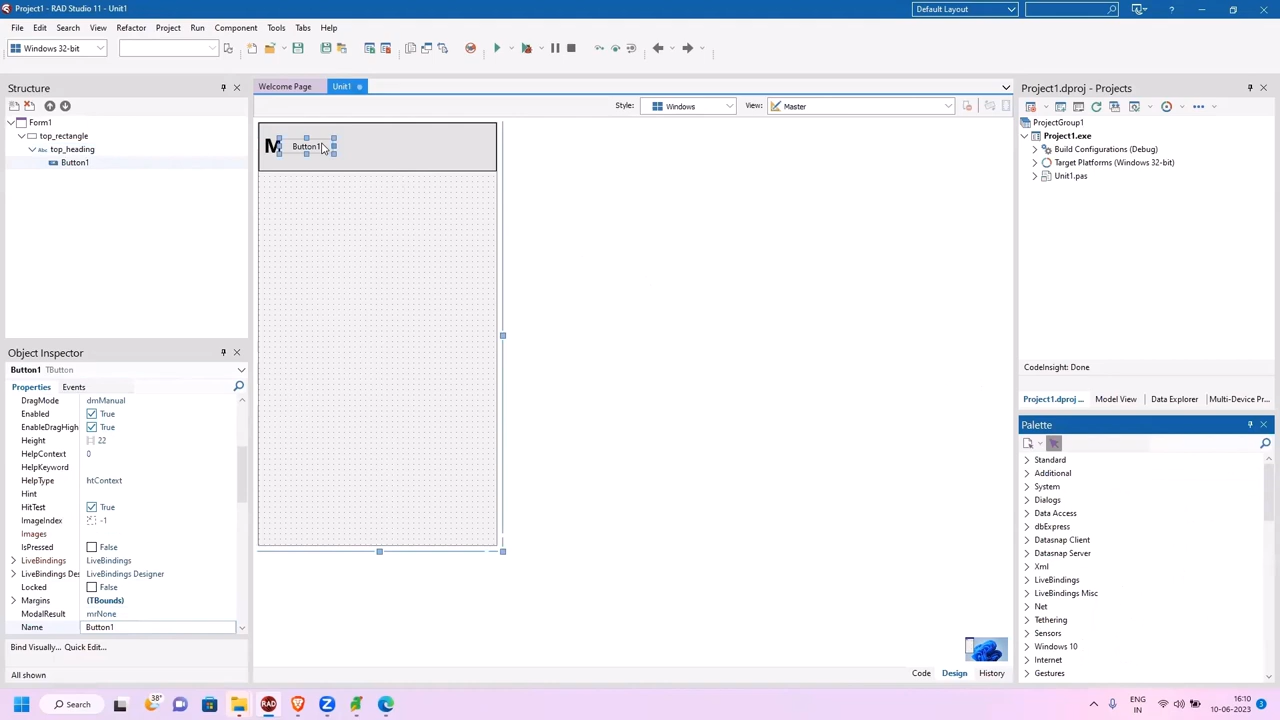 Project1 - RAD Studio 11 - Unit1
Default Layout
File Edit Search View Refactor Project Run Component Tools Tabs Help
Windows 32-bit
Structure
Form1
top_rectangle
Abc top_heading
Button1
Welcome Page
Unit1
Style: Windows
View: Master
M
Button1
Project1.dproj - Projects
ProjectGroup1
Project1.exe
Build Configurations (Debug)
Target Platforms (Windows 32-bit)
Unit1.pas
CodeInsight: Done
Project1.dproj ...
Model View
Data Explorer
Multi-Device Pr...
Object Inspector
Button1 TButton
Properties Events
DragMode dmManual
Enabled True
EnableDragHigh True
Height 22
HelpContext 0
HelpKeyword
HelpType htContext
Hint
HitTest True
ImageIndex -1
Images
IsPressed False
LiveBindings LiveBindings
LiveBindings Des LiveBindings Designer
Locked False
Margins (TBounds)
ModalResult mrNone
Name Button1
Bind Visually... Quick Edit...
All shown
Palette
Standard
Additional
System
Dialogs
Data Access
dbExpress
Datasnap Client
Datasnap Server
Xml
LiveBindings
LiveBindings Misc
Net
Tethering
Sensors
Windows 10
Internet
Gestures
Code Design History
Search
38°
RAD
ENG
IN
16:10
10-06-2023
3